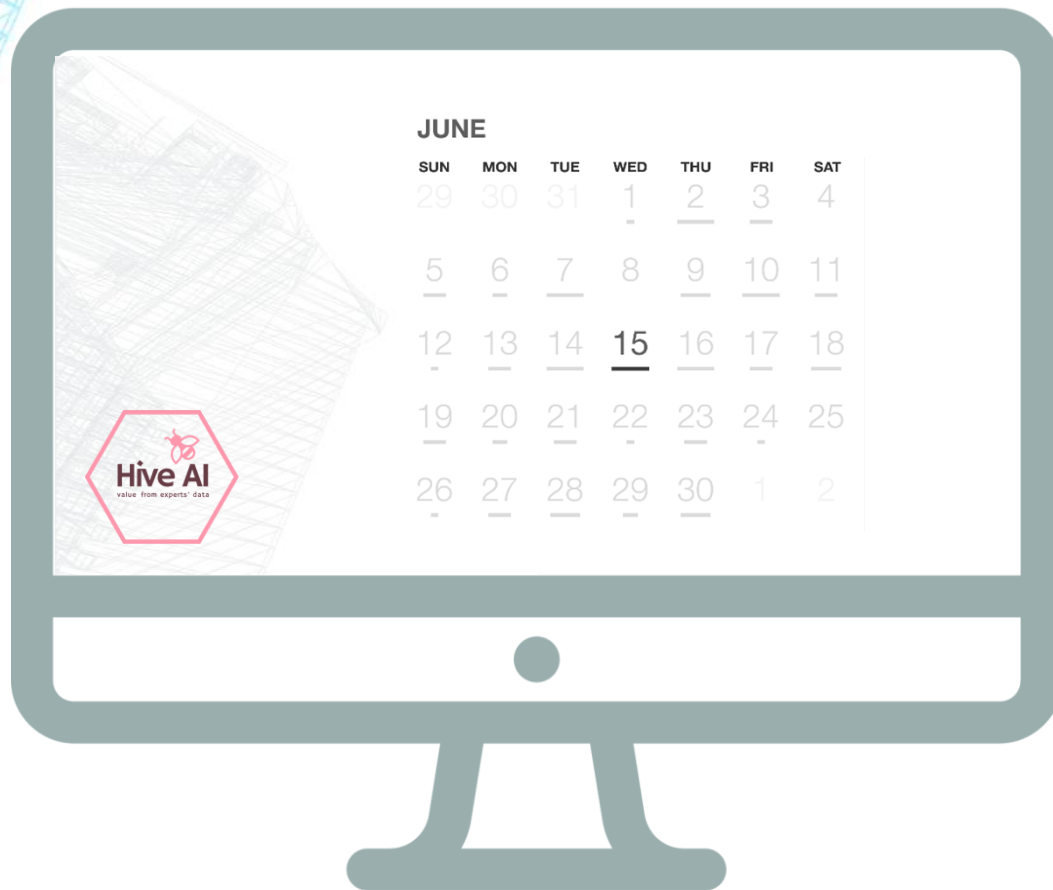 JUNE
SUN MON TUE WED THU FRI SAT
29 30 31 1 2 3 4
5 6 7 8 9 10 11
12 13 14 15 16 17 18
19 20 21 22 23 24 25
26 27 28 29 30 1 2
Hive AI
value from experts' data